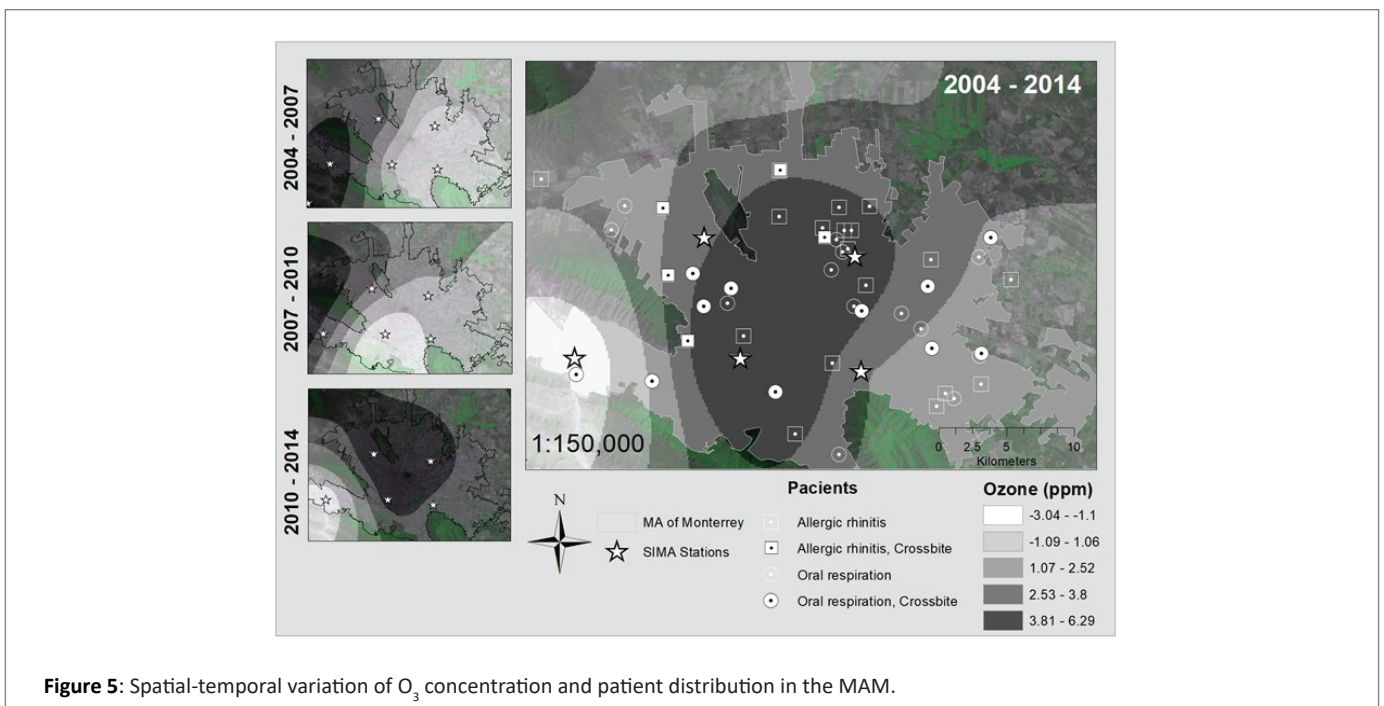 2004 - 2007
2007 - 2010
2010 - 2014
2004 - 2014
1:150,000
0 2.5 5 10
Kilometers
N
MA of Monterrey
SIMA Stations
Pacients
Allergic rhinitis
Allergic rhinitis, Crossbite
Oral respiration
Oral respiration, Crossbite
Ozone (ppm)
-3.04 - -1.1
-1.09 - 1.06
1.07 - 2.52
2.53 - 3.8
3.81 - 6.29
Figure 5: Spatial-temporal variation of O₃ concentration and patient distribution in the MAM.